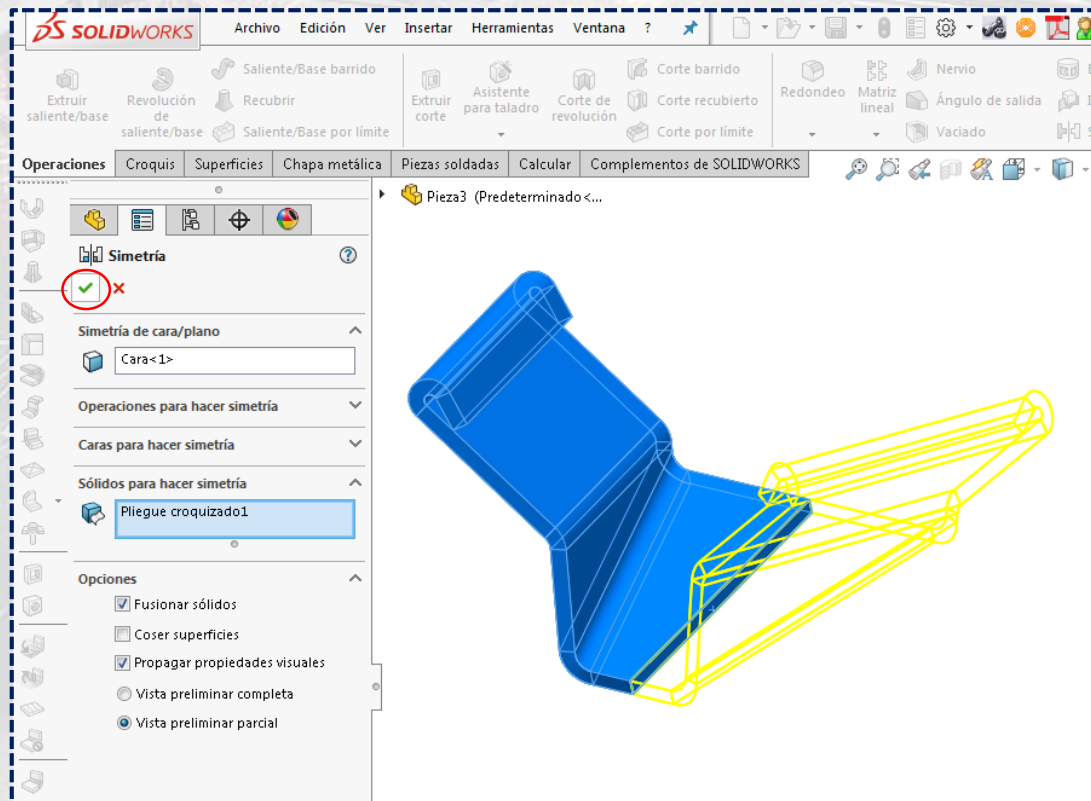 SOLIDWORKS Archivo Edición Ver Insertar Herramientas Ventana ?
Extruir saliente/base
Revolución de saliente/base
Saliente/Base barrido
Recubrir
Saliente/Base por límite
Extruir corte
Asistente para taladro
Corte de revolución
Corte barrido
Corte recubierto
Corte por límite
Redondeo
Matriz lineal
Nervio
Ángulo de salida
Vaciado
Operaciones Croquis Superficies Chapa metálica Piezas soldadas Calcular Complementos de SOLIDWORKS
Pieza3 (Predeterminado<...
Simetría
Simetría de cara/plano
Cara<1>
Operaciones para hacer simetría
Caras para hacer simetría
Sólidos para hacer simetría
Pliegue croquizado1
Opciones
Fusionar sólidos
Coser superficies
Propagar propiedades visuales
Vista preliminar completa
Vista preliminar parcial